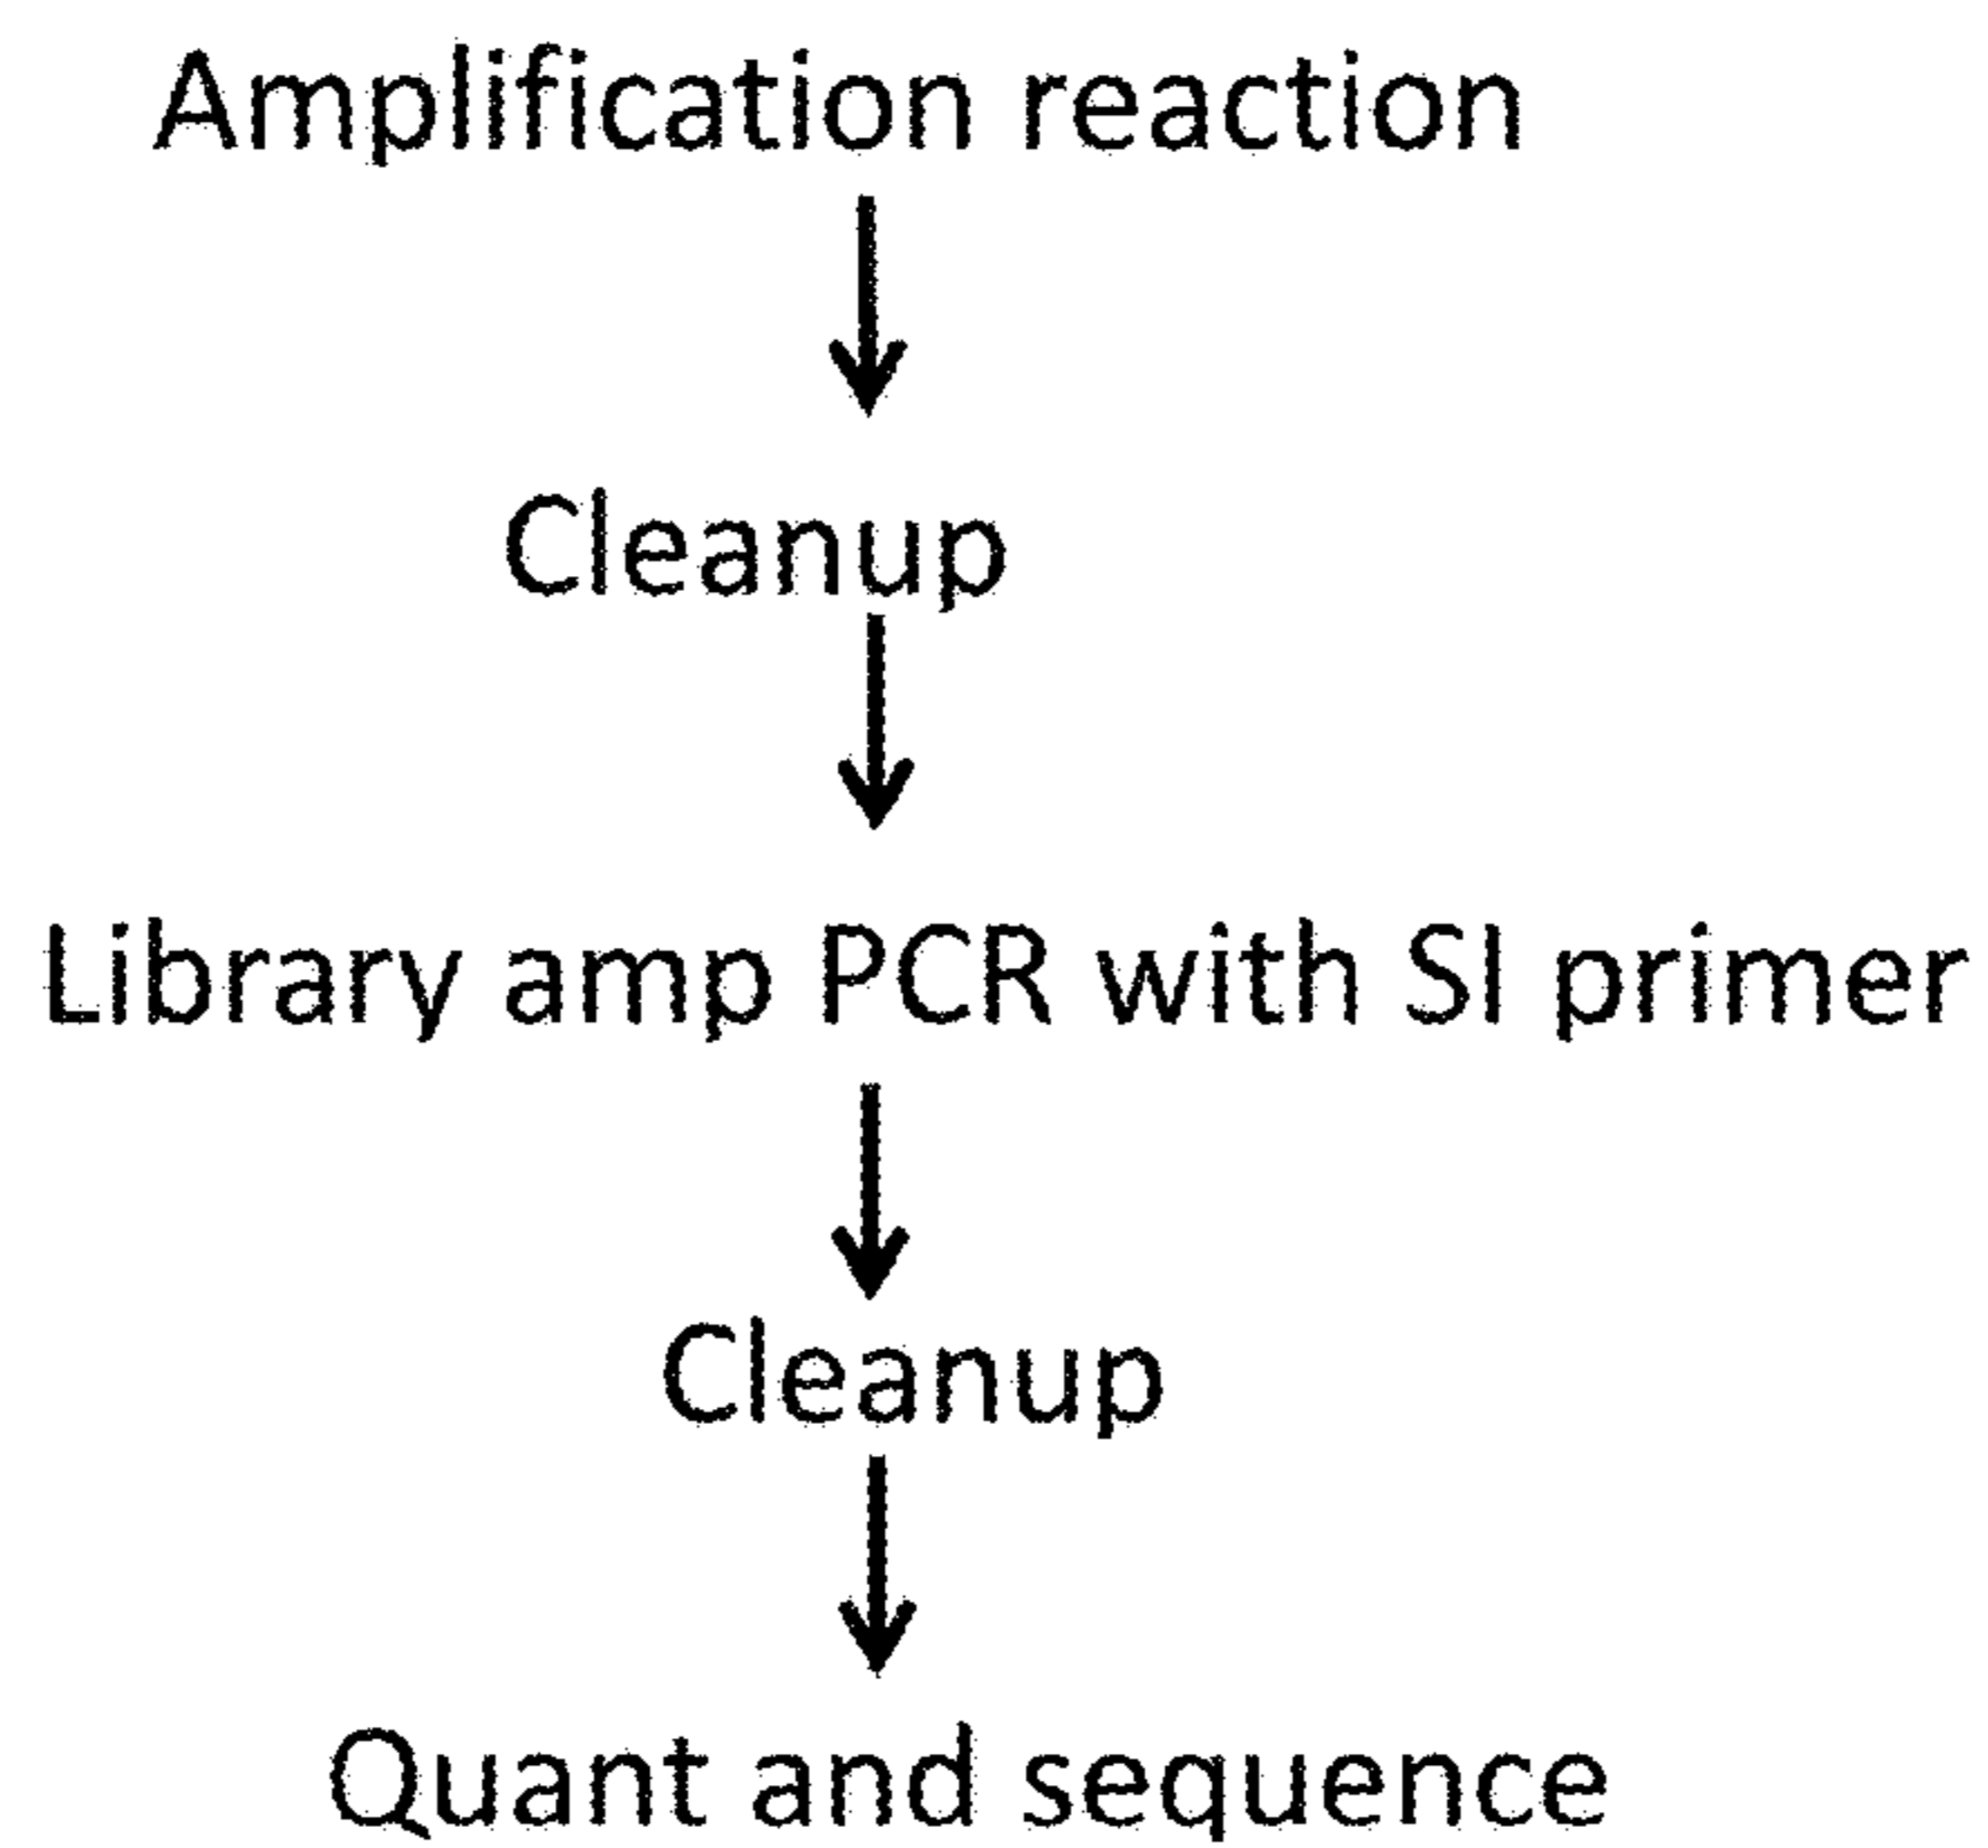 Amplification reaction
Cleanup
Library amp PCR with SI primer
Cleanup
Quant and sequence